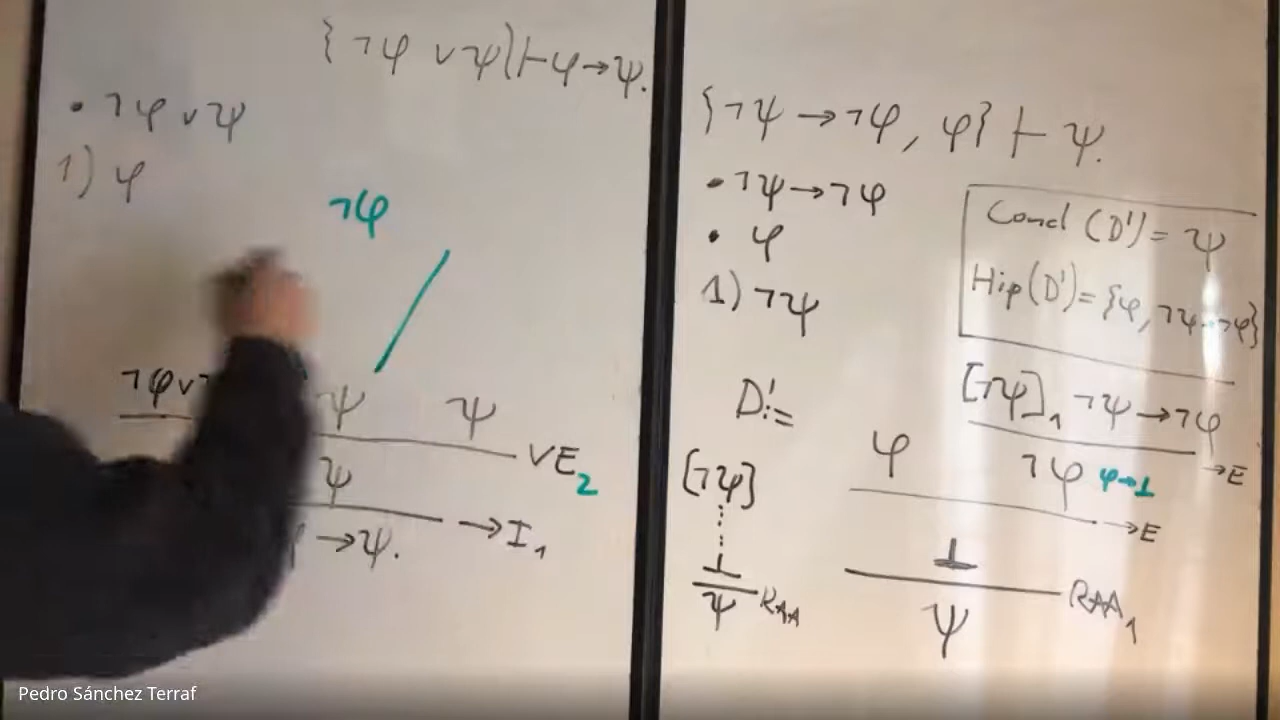 {¬φ ∨ ψ} ⊢ φ → ψ.
• ¬φ ∨ ψ
1) φ
¬φ
¬φ ∨
ψ ψ
∨E₂
ψ
→I₁
→ ψ.
{¬ψ → ¬φ, φ} ⊢ ψ.
• ¬ψ → ¬φ
• φ
1) ¬ψ
Concl (D') = ψ
Hip(D') = {φ, ¬ψ → ¬φ}
D' :=
[¬ψ]₁ ¬ψ → ¬φ
→E
φ ¬φ φ→⊥
→E
⊥
RAA₁
ψ
[¬ψ]
⋮
⊥
ψ RAA
Pedro Sánchez Terraf